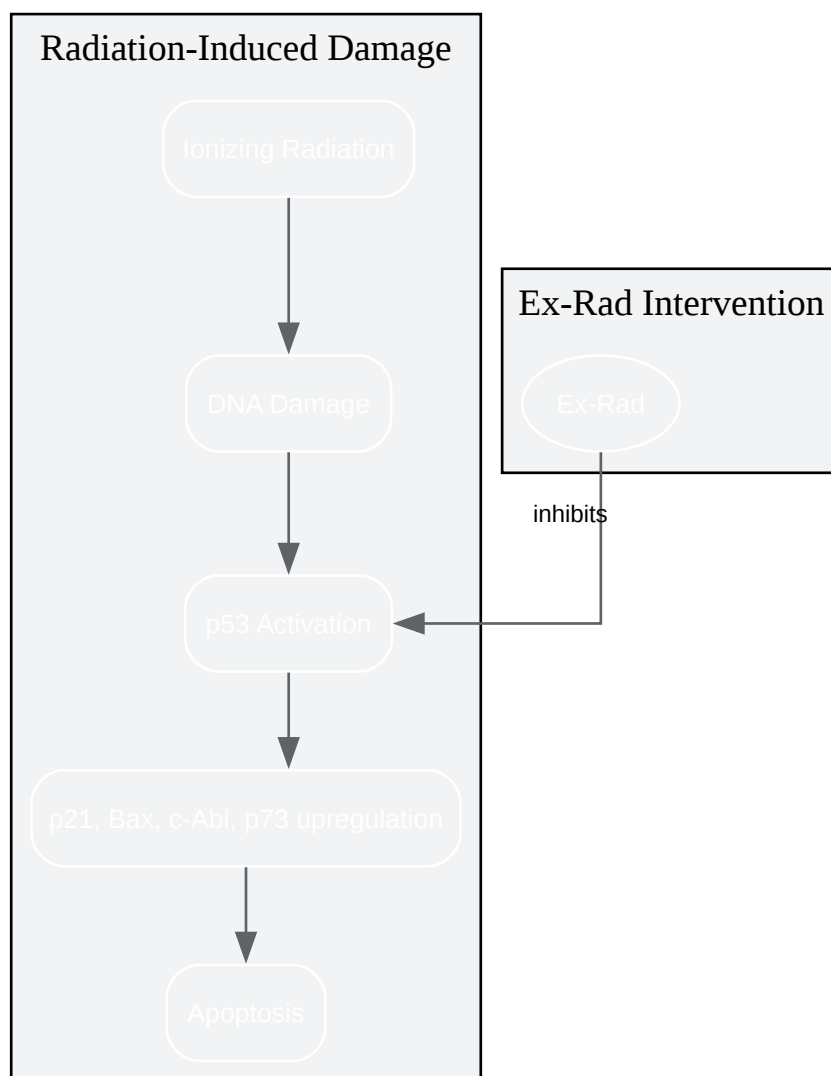 Radiation-Induced Damage
Ionizing Radiation
Ex-Rad Intervention
DNA Damage
Ex-Rad
inhibits
p53 Activation
p21, Bax, c-Abl, p73 upregulation
Apoptosis